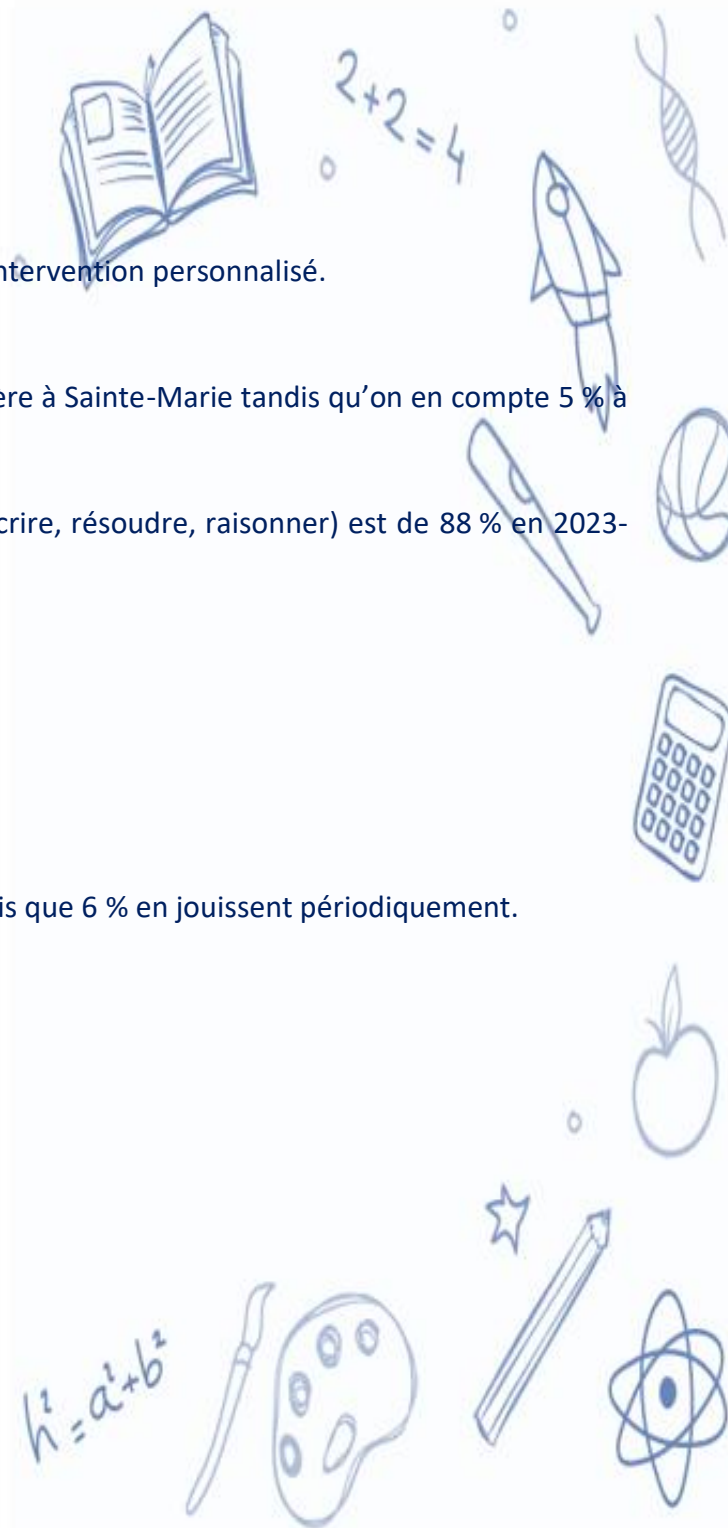 2+2=4
ntervention personnalisé.
ere à Sainte-Marie tandis qu’on en compte 5 % à
crire, résoudre, raisonner) est de 88 % en 2023-
is que 6 % en jouissent périodiquement.
h²=a²+b²